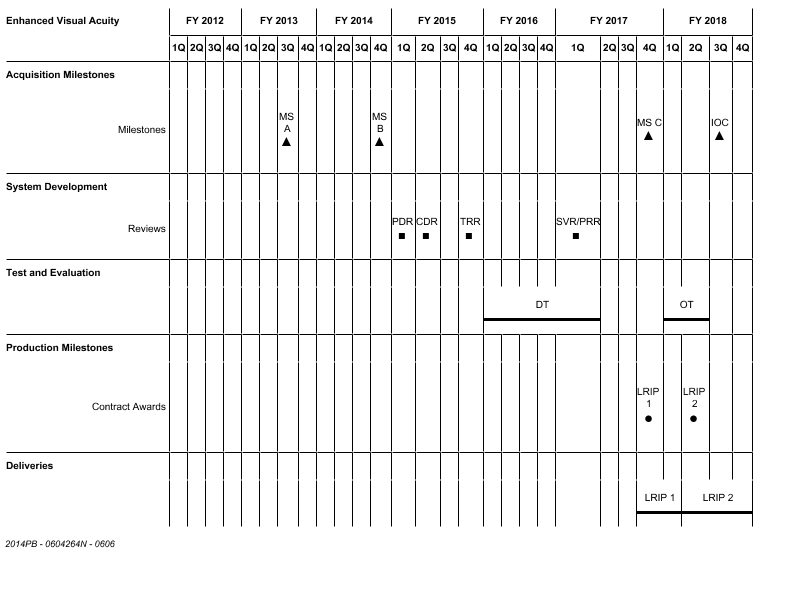 Enhanced Visual Acuity FY 2012 FY 2013 FY 2014 FY 2015 FY 2016 FY 2017 FY 2018
1Q 2Q 3Q 4Q 1Q 2Q 3Q 4Q 1Q 2Q 3Q 4Q 1Q 2Q 3Q 4Q 1Q 2Q 3Q 4Q 1Q 2Q 3Q 4Q 1Q 2Q 3Q 4Q
Acquisition Milestones
Milestones
MS
A
MS
B
MS C
IOC
System Development
Reviews
PDR CDR TRR SVR/PRR
Test and Evaluation
DT OT
Production Milestones
Contract Awards
LRIP
1
LRIP
2
Deliveries
LRIP 1 LRIP 2
2014PB - 0604264N - 0606